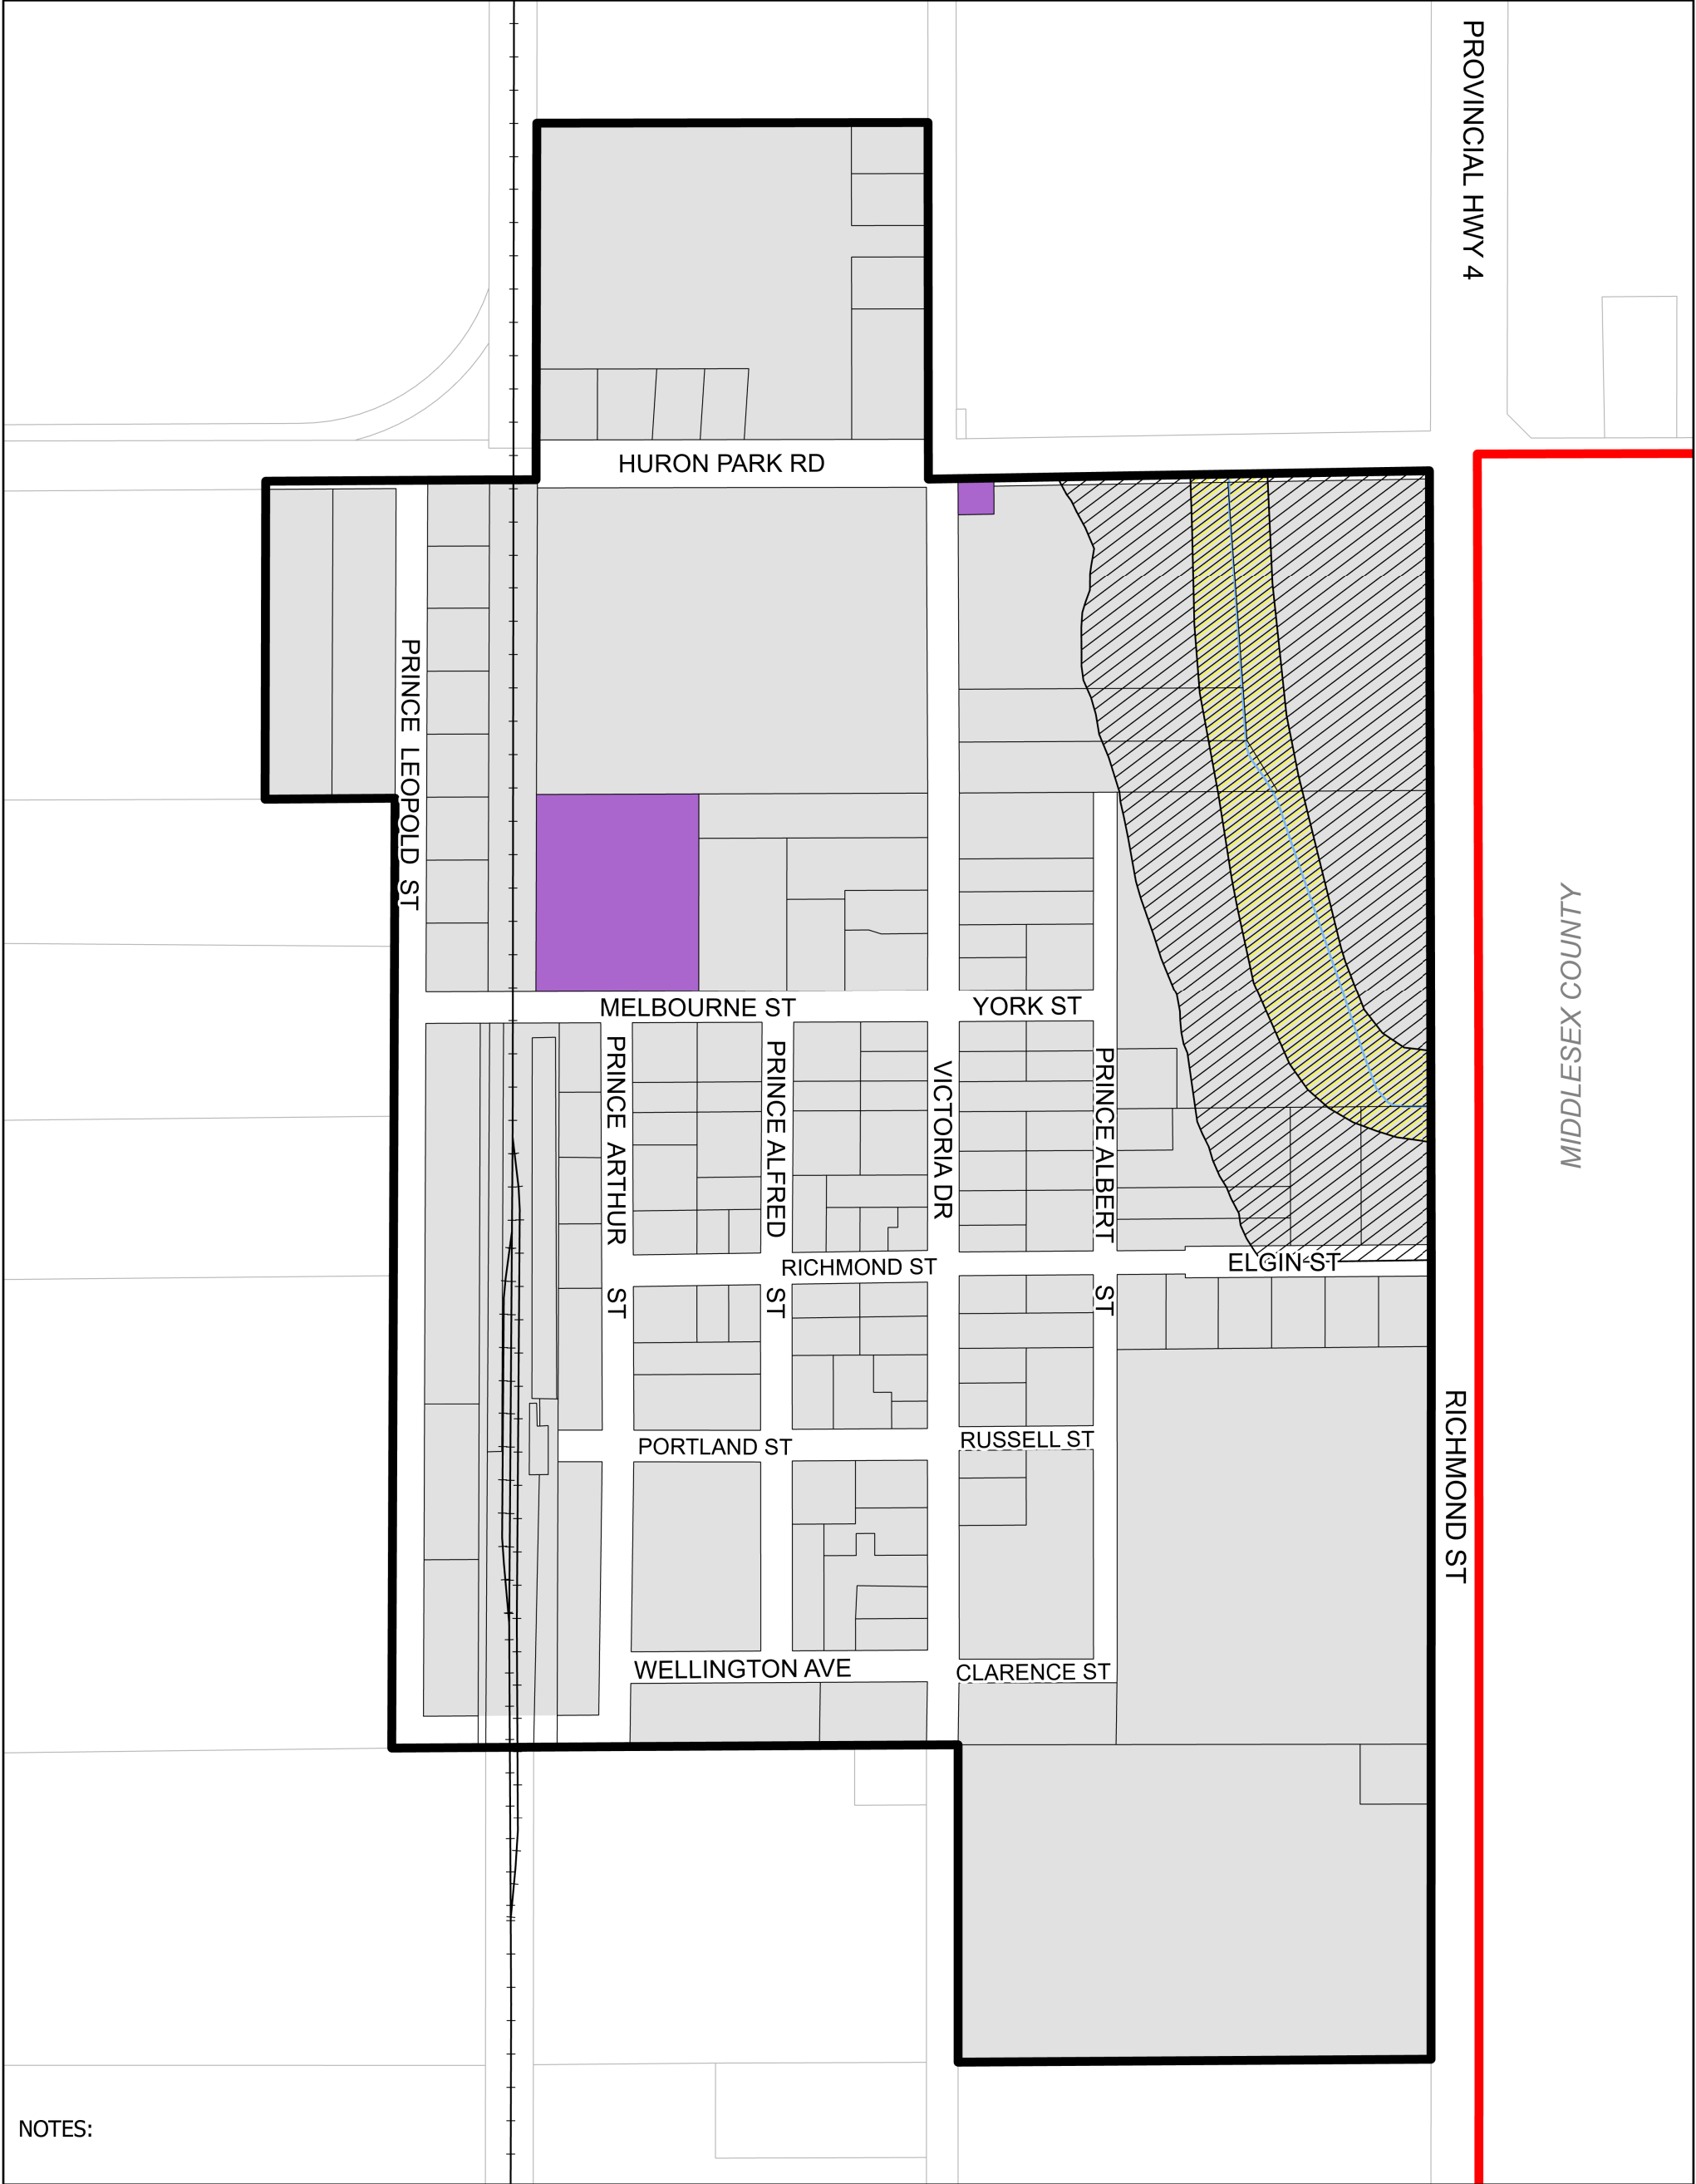 PROVINCIAL HWY 4
HURON PARK RD
PRINCE LEOPOLD ST
MIDDLESEX COUNTY
MELBOURNE ST
YORK ST
PRINCE ARTHUR ST
PRINCE ALFRED ST
VICTORIA DR
PRINCE ALBERT ST
ELGIN ST
RICHMOND ST
RICHMOND ST
PORTLAND ST
RUSSELL ST
WELLINGTON AVE
CLARENCE ST
NOTES: